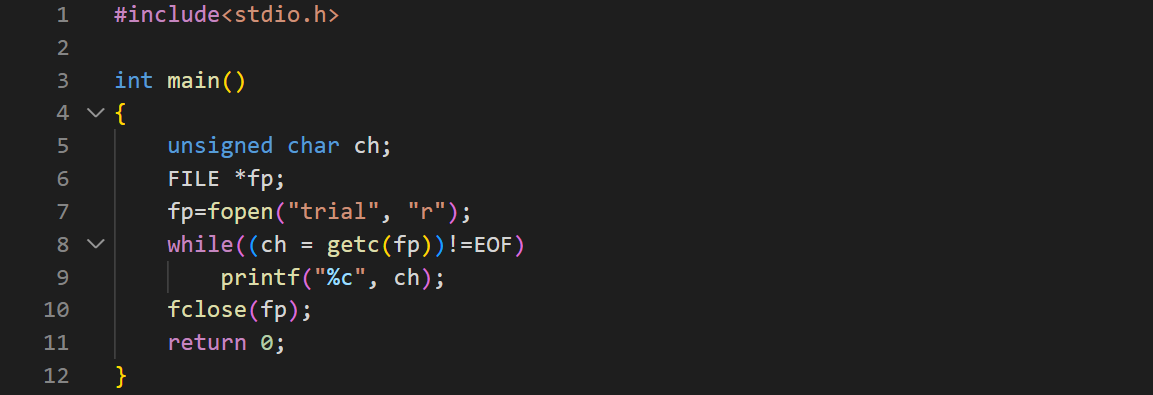 1 #include<stdio.h>
2
3 int main()
4 {
5     unsigned char ch;
6     FILE *fp;
7     fp=fopen("trial", "r");
8     while((ch = getc(fp))!=EOF)
9         printf("%c", ch);
10     fclose(fp);
11     return 0;
12 }